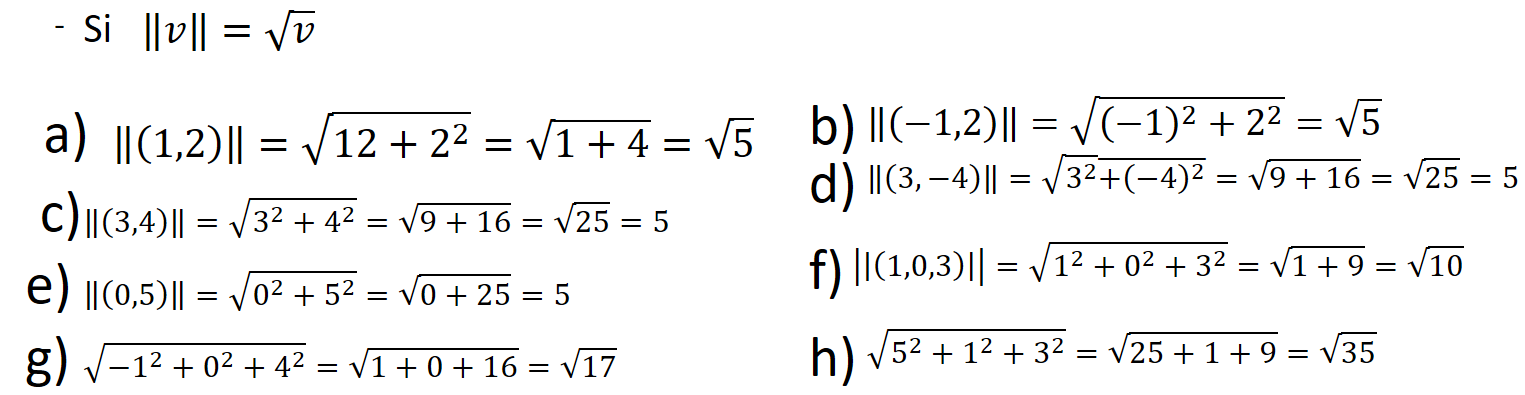 - Si ‖v‖ = √v
a) ‖(1,2)‖ = √(12 + 2²) = √(1 + 4) = √5
b) ‖(−1,2)‖ = √((−1)² + 2²) = √5
c) ‖(3,4)‖ = √(3² + 4²) = √(9 + 16) = √25 = 5
d) ‖(3,−4)‖ = √(3²+(−4)²) = √(9 + 16) = √25 = 5
e) ‖(0,5)‖ = √(0² + 5²) = √(0 + 25) = 5
f) ||(1,0,3)|| = √(1² + 0² + 3²) = √(1 + 9) = √10
g) √(−1² + 0² + 4²) = √(1 + 0 + 16) = √17
h) √(5² + 1² + 3²) = √(25 + 1 + 9) = √35